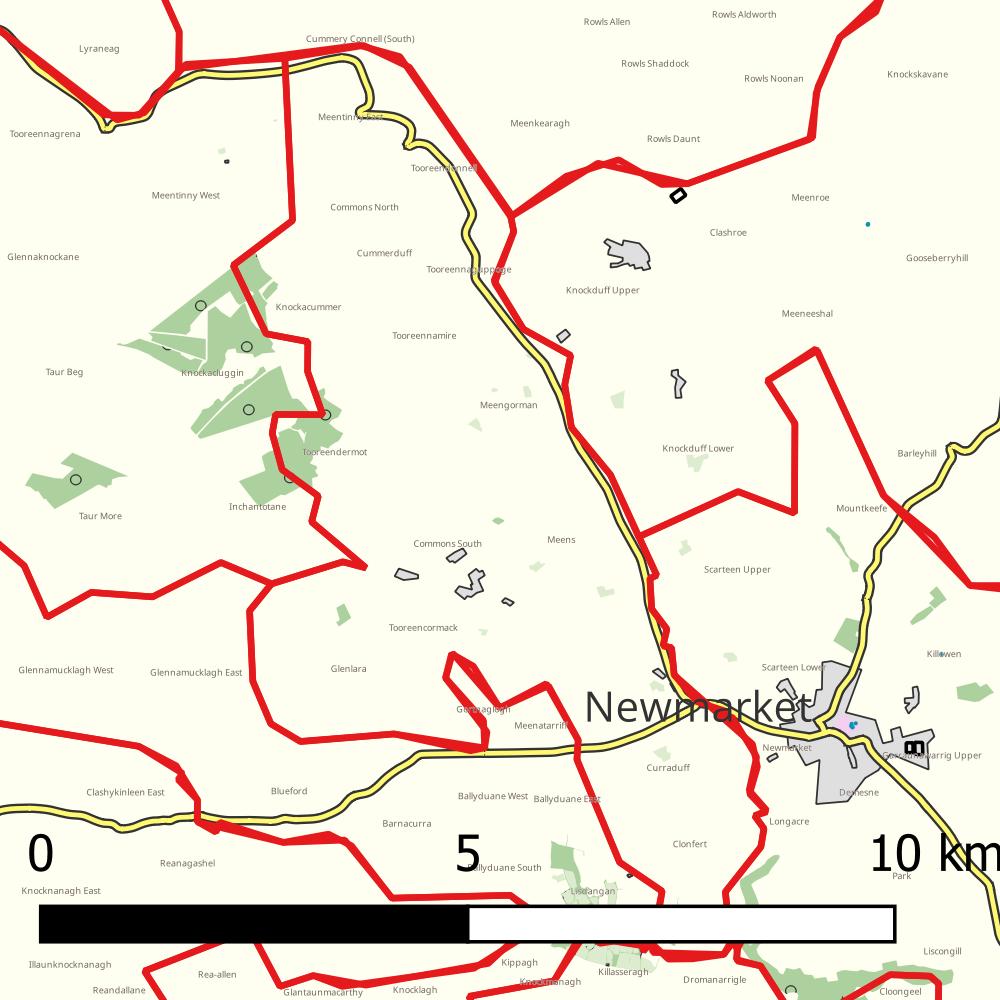 Rowls Aldworth
Rowls Allen
Cummery Connell (South)
Lyraneag
Rowls Shaddock
Rowls Noonan
Knockskavane
Meentinny East
Meenkearagh
Tooreennagrena
Rowls Daunt
Tooreendonnell
Meentinny West
Meenroe
Commons North
Clashroe
Cummerduff
Glennaknockane
Gooseberryhill
Tooreennaguppoge
Knockduff Upper
Knockacummer
Meeneeshal
Tooreennamire
Taur Beg
Knockacluggin
Meengorman
Knockduff Lower
Tooreendermot
Barleyhill
Inchantotane
Mountkeefe
Taur More
Commons South
Meens
Scarteen Upper
Tooreencormack
Killowen
Glennamucklagh West
Glennamucklagh East
Glenlara
Scarteen Lower
Newmarket
Gortnaglogh
Meenatarriff
Newmarket
Garraunawarrig Upper
Curraduff
Clashykinleen East
Blueford
Ballyduane West
Ballyduane East
Demesne
Barnacurra
Longacre
Clonfert
0
5
10 km
Reanagashel
Ballyduane South
Park
Knocknanagh East
Lisdangan
Liscongill
Illaunknocknanagh
Rea-allen
Kippagh
Killasseragh
Knockmanagh
Dromanarrigle
Reandallane
Glantaunmacarthy
Knocklagh
Cloongeel